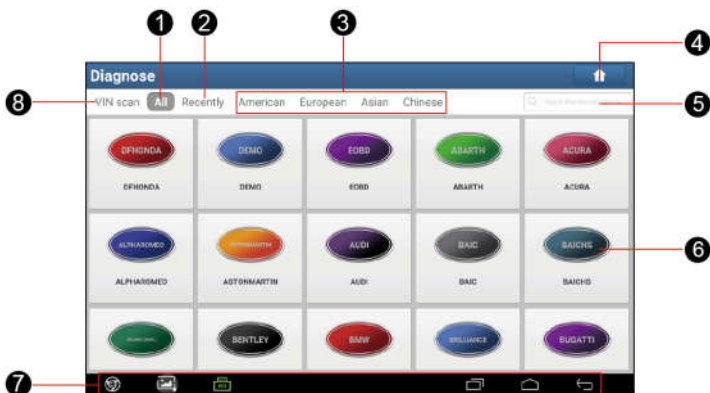 1
2
3
4
Diagnose
8
VIN scan All Recently American European Asian Chinese
5
DFHONDA DEMO EOBD ABARTH ACURA
DFHONDA DEMO EOBD ABARTH ACURA
ALPHAROMEO ASTONMARTIN AUDI BAIC BAICHS
6
ALPHAROMEO ASTONMARTIN AUDI BAIC BAICHS
BENTLEY BMW BRILLIANCE BUGATTI
7